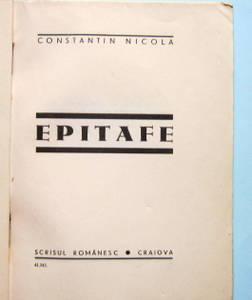 CONSTANTIN NICOLA
EPITAFE
SCRISUL ROMÂNESC ● CRAIOVA